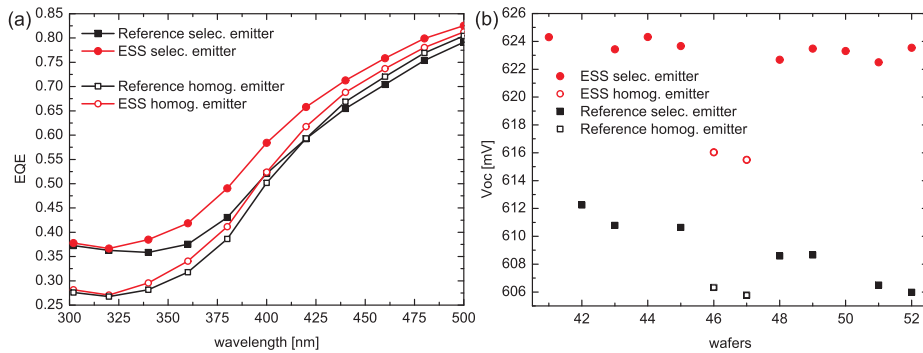 (a)
0.85
0.80
0.75
0.70
0.65
0.60
0.55
0.50
0.45
0.40
0.35
0.30
0.25
EQE
Reference selec. emitter
ESS selec. emitter
Reference homog. emitter
ESS homog. emitter
300 325 350 375 400 425 450 475 500
wavelength [nm]
(b)
626
624
622
620
618
616
614
612
610
608
606
Voc [mV]
ESS selec. emitter
ESS homog. emitter
Reference selec. emitter
Reference homog. emitter
42 44 46 48 50 52
wafers